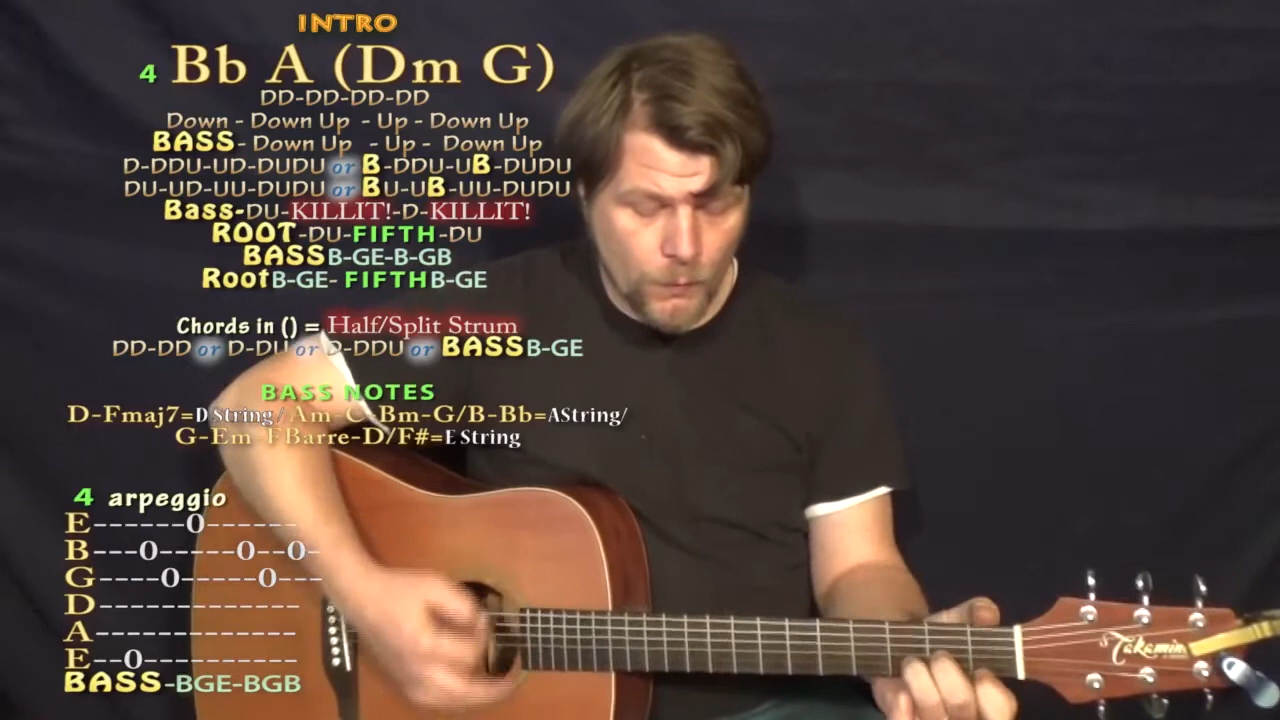 INTRO
4 Bb A (Dm G)
DD-DD-DD-DD
Down - Down Up - Up - Down Up
BASS - Down Up - Up - Down Up
D-DDU-UD-DUDU or B-DDU-UB-DUDU
DU-UD-UU-DUDU or BU-UB-UU-DUDU
Bass-DU-KILLIT!-D-KILLIT!
ROOT-DU-FIFTH-DU
BASSB-GE-B-GB
RootB-GE- FIFTHB-GE
Chords in () = Half/Split Strum
DD-DD or D-DU or D-DDU or BASSB-GE
BASS NOTES
D-Fmaj7=D String/ Am-C-Bm-G/B-Bb=AString/
G-Em-FBarre-D/F#=E String
4 arpeggio
E------0------
B---0-----0--0-
G----0-----0---
D-------------
A-------------
E--0----------
BASS-BGE-BGB
Takamine